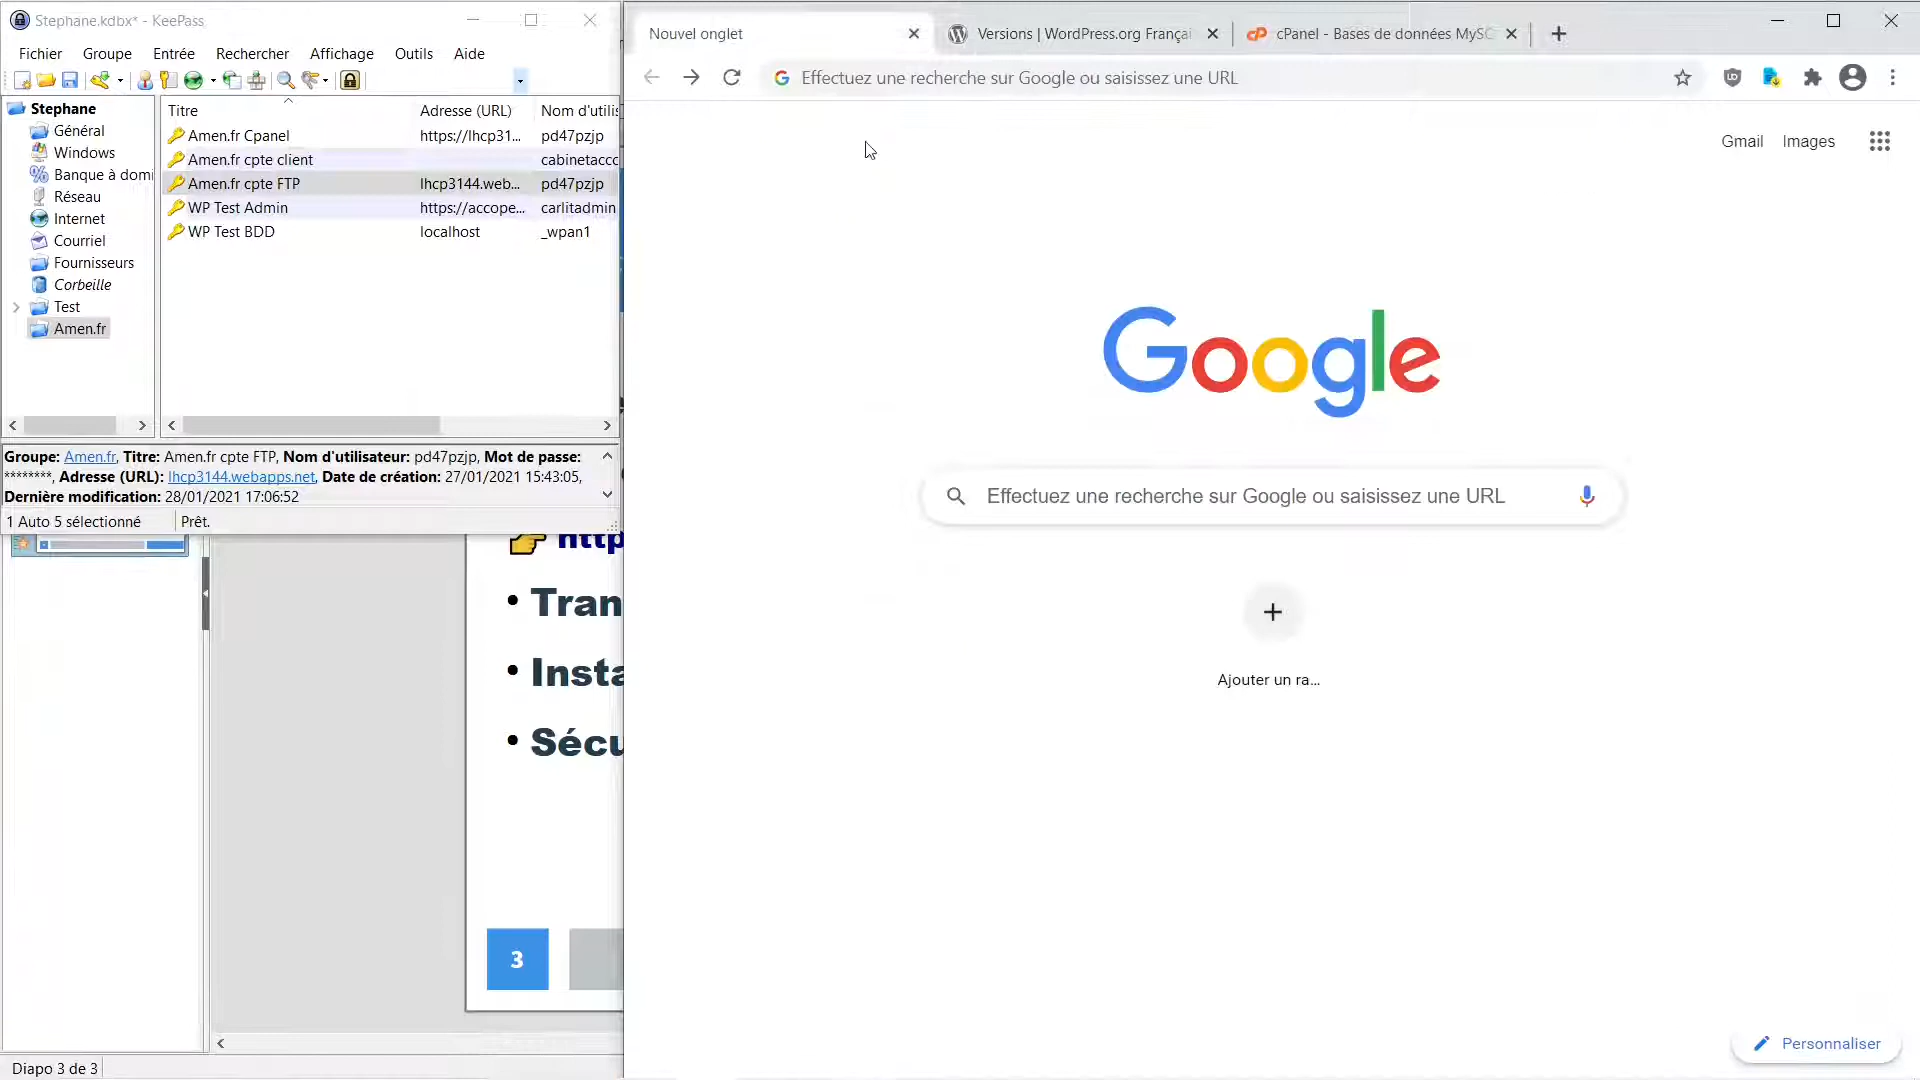 Stephane.kdbx* - KeePass
Fichier Groupe Entrée Rechercher Affichage Outils Aide
Stephane
Général
Windows
Banque à domi
Réseau
Internet
Courriel
Fournisseurs
Corbeille
Test
Amen.fr
Titre Adresse (URL) Nom d'utilis
Amen.fr Cpanel https://lhcp31... pd47pzjp
Amen.fr cpte client cabinetacco
Amen.fr cpte FTP lhcp3144.web... pd47pzjp
WP Test Admin https://accope... carlitadmin
WP Test BDD localhost _wpan1
Groupe: Amen.fr, Titre: Amen.fr cpte FTP, Nom d'utilisateur: pd47pzjp, Mot de passe:
********, Adresse (URL): lhcp3144.webapps.net, Date de création: 27/01/2021 15:43:05,
Dernière modification: 28/01/2021 17:06:52
1 Auto 5 sélectionné Prêt.
http
• Tran
• Insta
• Sécu
3
Diapo 3 de 3
Nouvel onglet
Versions | WordPress.org Françai
cP cPanel - Bases de données MySQ
Effectuez une recherche sur Google ou saisissez une URL
Gmail Images
Google
Effectuez une recherche sur Google ou saisissez une URL
Ajouter un ra...
Personnaliser